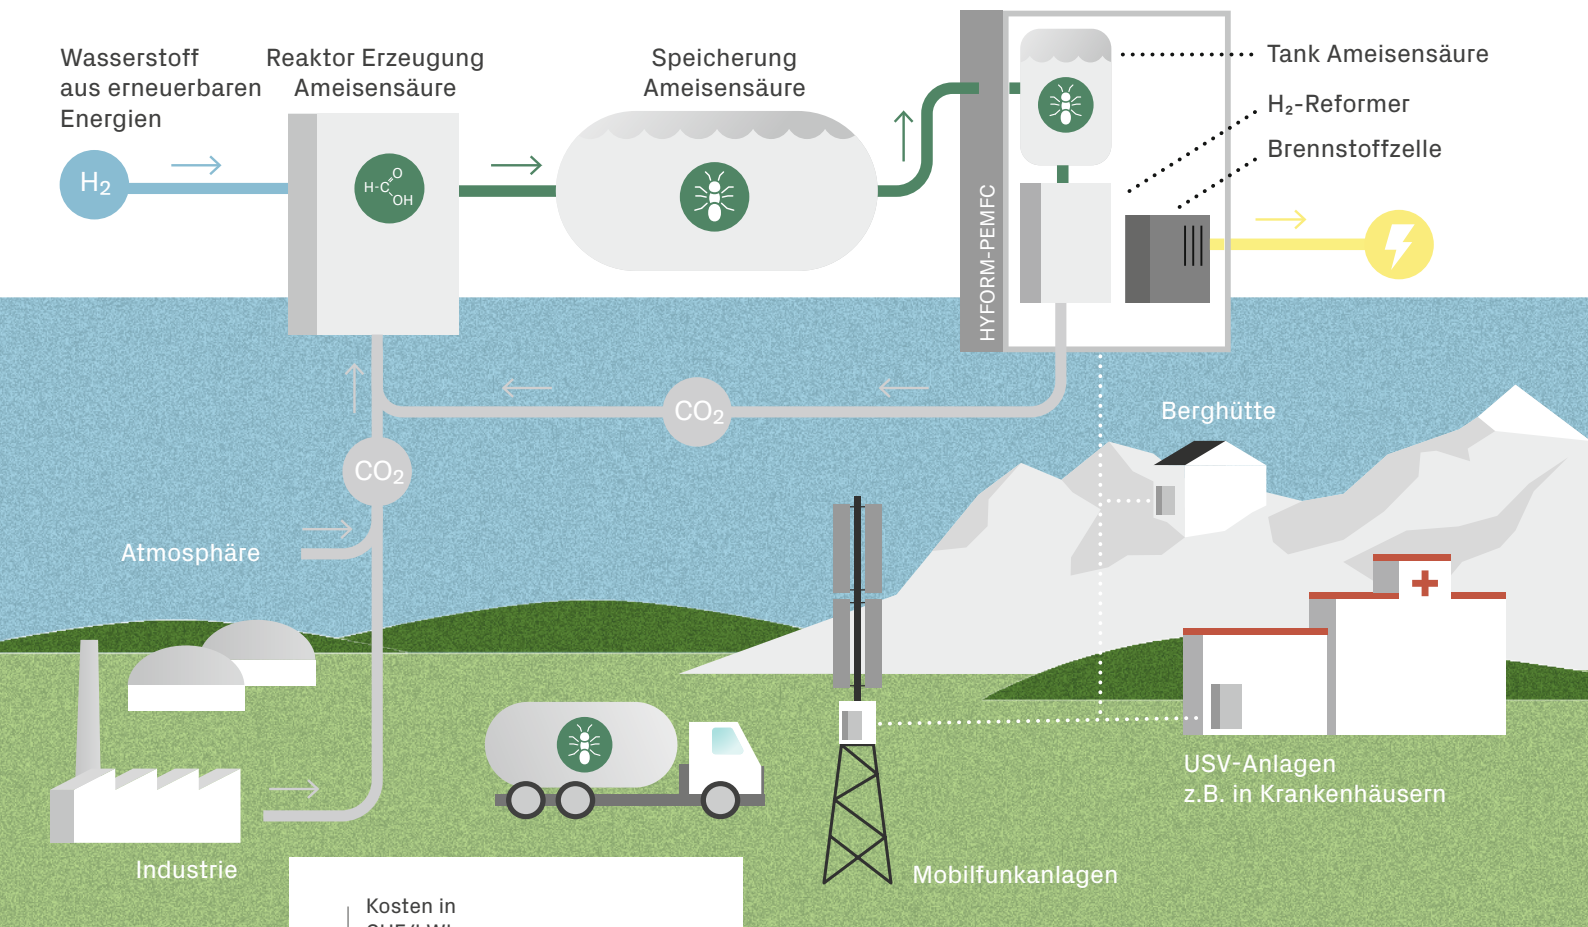 Wasserstoff
aus erneuerbaren
Energien
H₂
Reaktor Erzeugung
Ameisensäure
H-C
O
OH
Speicherung
Ameisensäure
HYFORM-PEMFC
Tank Ameisensäure
H₂-Reformer
Brennstoffzelle
CO₂
CO₂
Atmosphäre
Industrie
Berghütte
USV-Anlagen
z.B. in Krankenhäusern
Mobilfunkanlagen
Kosten in